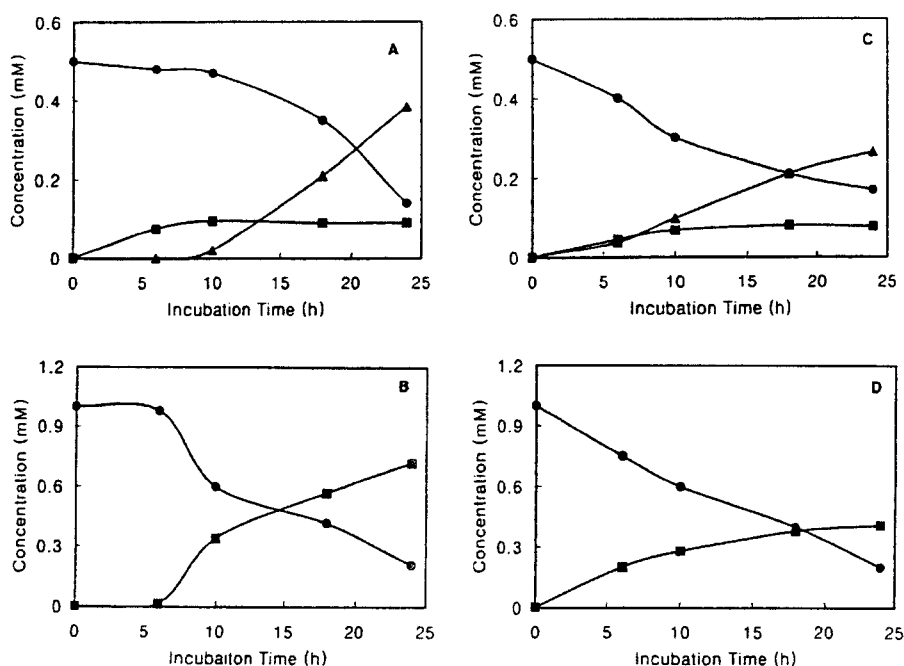 A
0.6
0.4
0.2
0
Concentration (mM)
0 5 10 15 20 25
Incubation Time (h)
C
0.6
0.4
0.2
0.0
Concentration (mM)
0 5 10 15 20 25
Incubation Time (h)
B
1.2
0.9
0.6
0.3
0
Concentration (mM)
0 5 10 15 20 25
Incubaiton Time (h)
D
1.2
0.9
0.6
0.3
0
Concentration (mM)
0 5 10 15 20 25
Incubation Time (h)